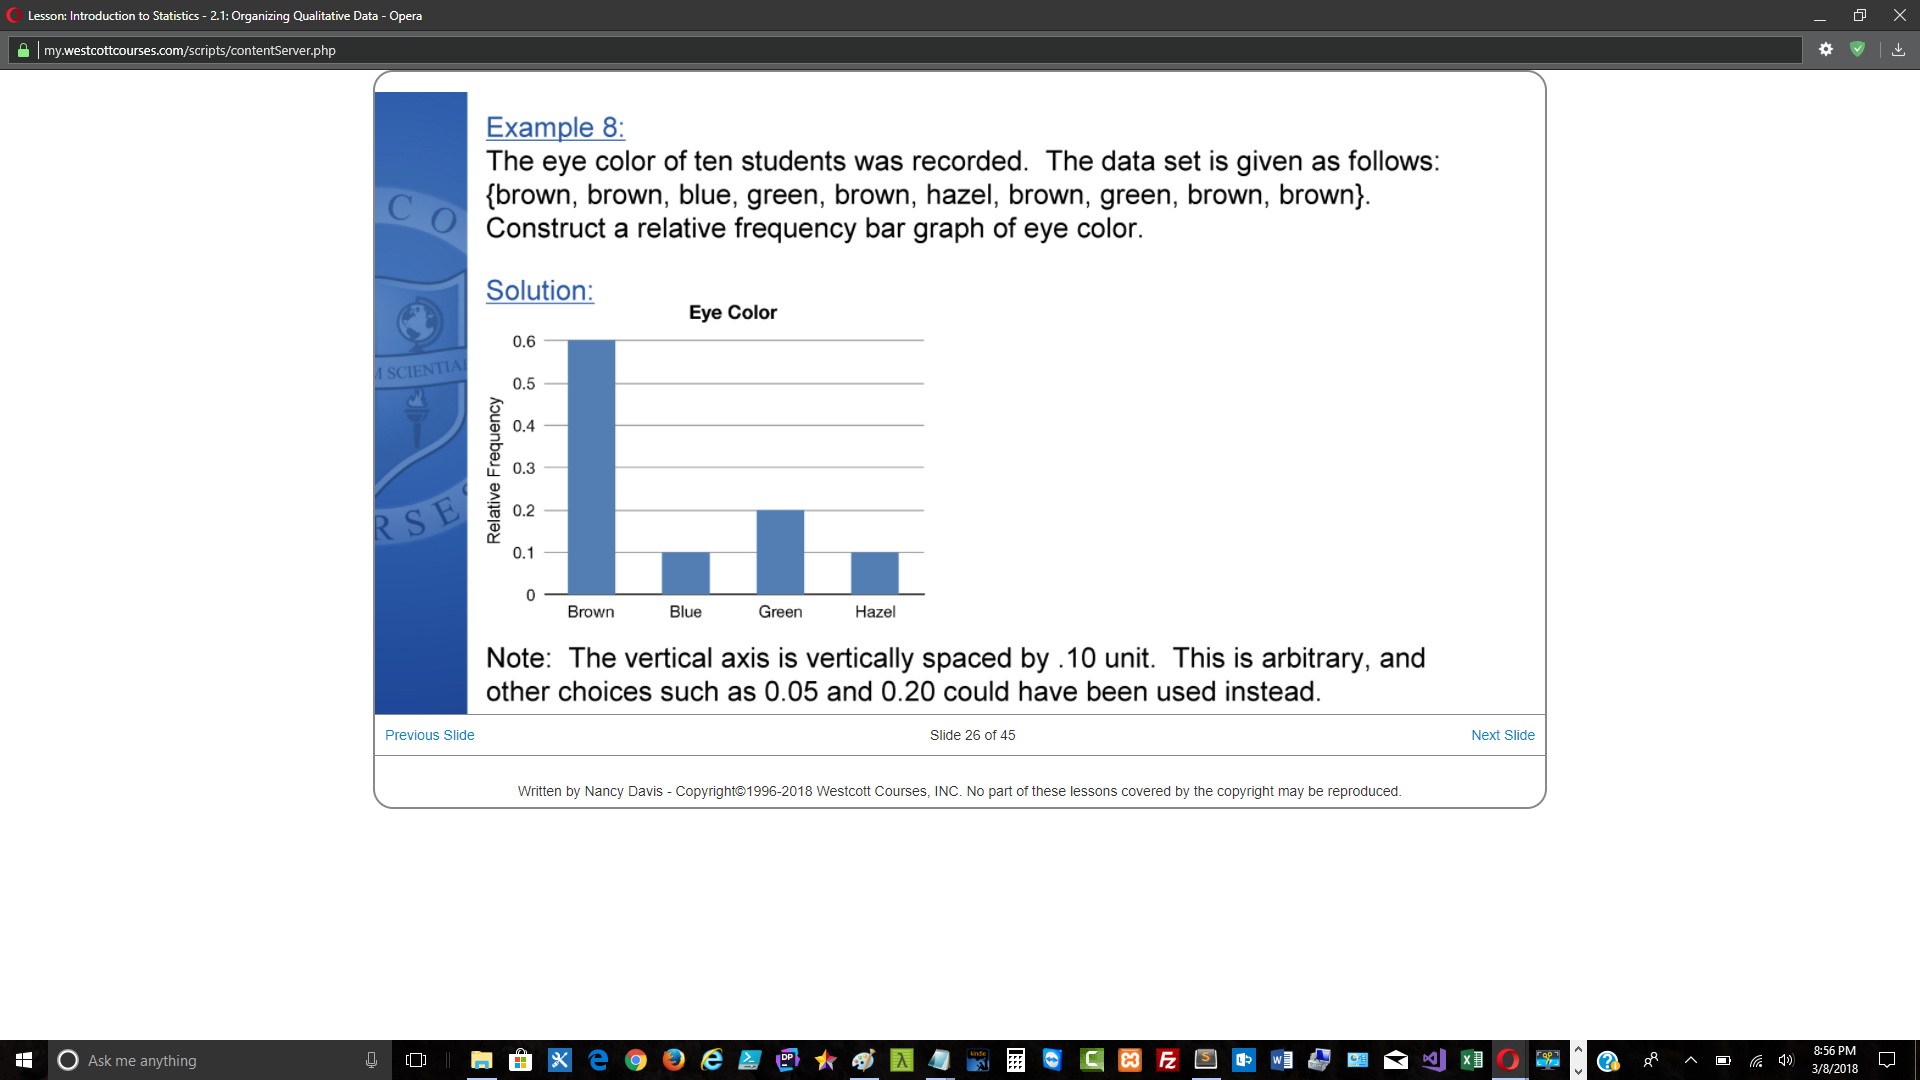 Lesson: Introduction to Statistics - 2.1: Organizing Qualitative Data - Opera
my.westcottcourses.com/scripts/contentServer.php
Example 8:
The eye color of ten students was recorded. The data set is given as follows:
{brown, brown, blue, green, brown, hazel, brown, green, brown, brown}.
Construct a relative frequency bar graph of eye color.
Solution:
Eye Color
Relative Frequency
0.6
0.5
0.4
0.3
0.2
0.1
0
Brown Blue Green Hazel
Note: The vertical axis is vertically spaced by .10 unit. This is arbitrary, and
other choices such as 0.05 and 0.20 could have been used instead.
C O
M SCIENTIA
R S E
Previous Slide Slide 26 of 45 Next Slide
Written by Nancy Davis - Copyright©1996-2018 Westcott Courses, INC. No part of these lessons covered by the copyright may be reproduced.
Ask me anything
DP
kindle
8:56 PM
3/8/2018